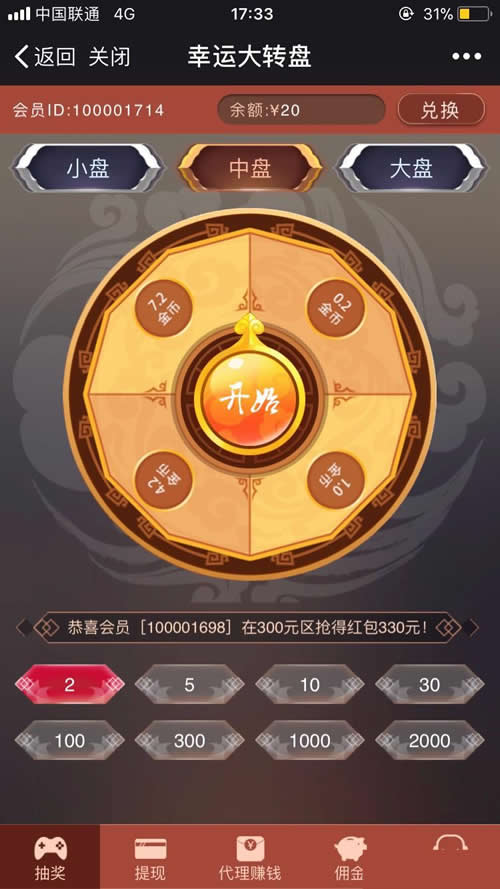 中国联通 4G 17:33 31%
返回 关闭 幸运大转盘
会员ID:100001714 余额:¥20 兑换
小盘 中盘 大盘
7.2 金币
0.2 金币
开始
4.2 金币
1.0 金币
恭喜会员 [100001698] 在300元区抢得红包330元!
2 5 10 30
100 300 1000 2000
抽奖 提现 代理赚钱 佣金